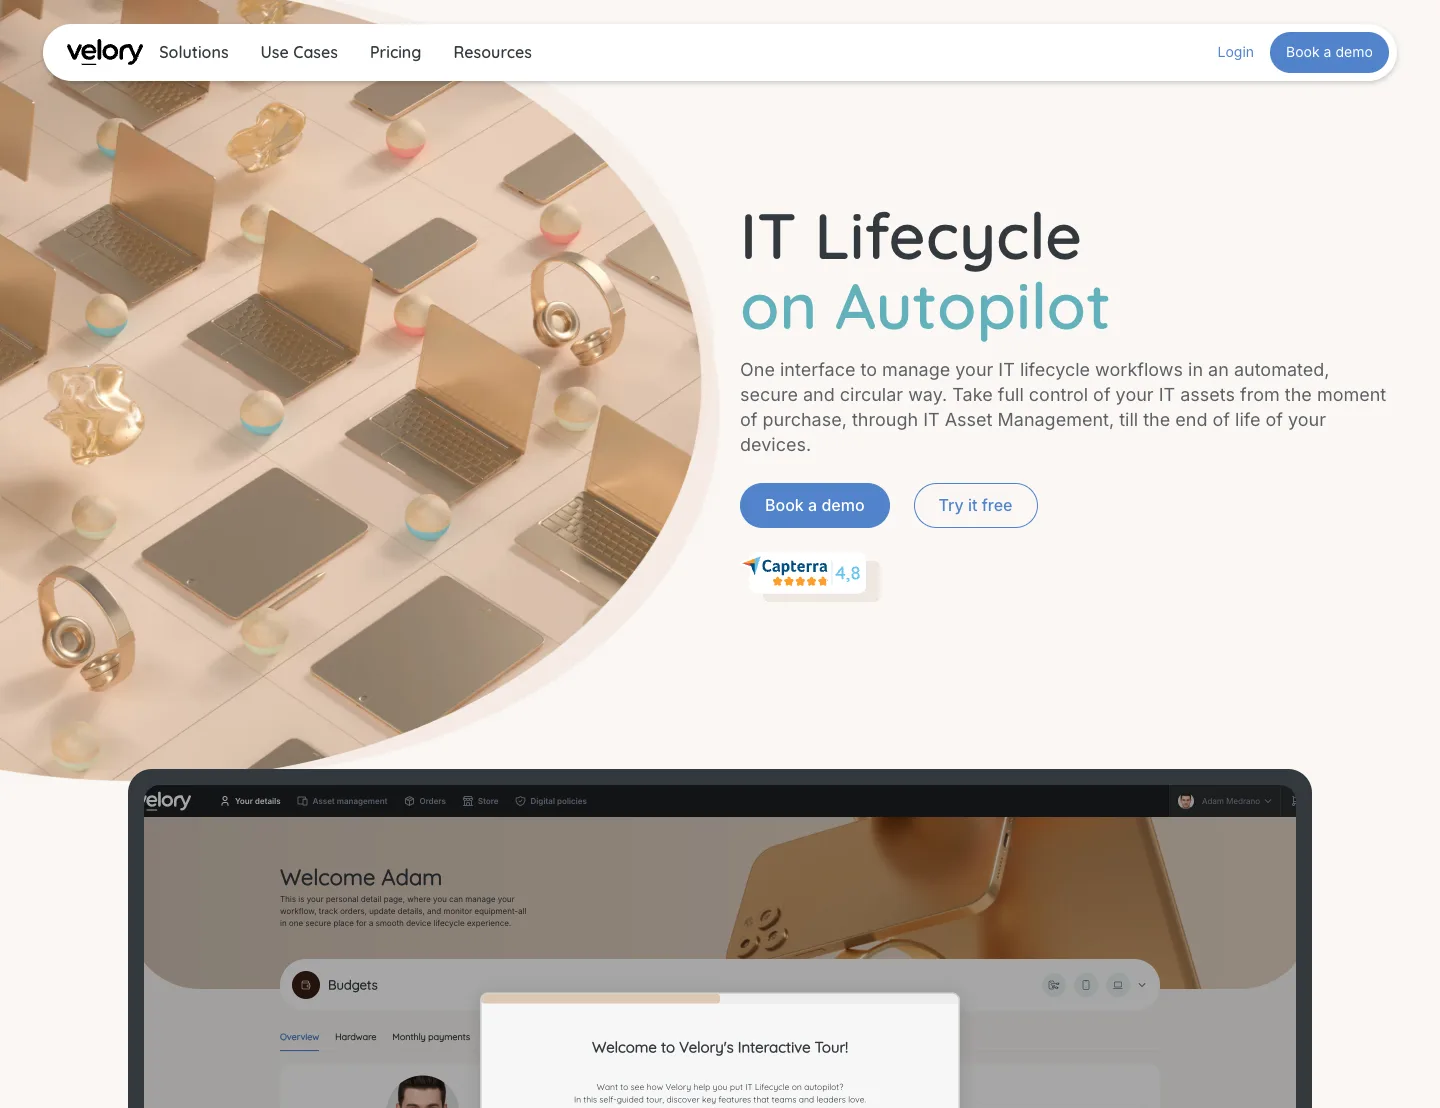 velory
Solutions
Use Cases
Pricing
Resources
Login
Book a demo
IT Lifecycle
on Autopilot
One interface to manage your IT lifecycle workflows in an automated,
secure and circular way. Take full control of your IT assets from the moment
of purchase, through IT Asset Management, till the end of life of your
devices.
Book a demo
Try it free
Capterra
4,8
velory
Your details
Asset management
Orders
Store
Digital policies
Adam Medrano
Welcome Adam
This is your personal detail page, where you can manage your
workflow, track orders, update details, and monitor equipment-all
in one secure place for a smooth device lifecycle experience.
Budgets
Overview
Hardware
Monthly payments
Welcome to Velory's Interactive Tour!
Want to see how Velory help you put IT Lifecycle on autopilot?
In this self-guided tour, discover key features that teams and leaders love.